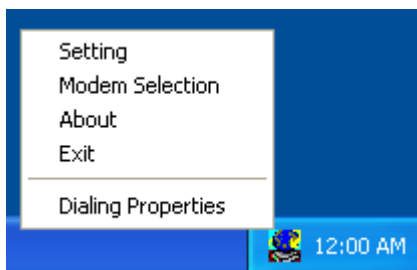 Setting
Modem Selection
About
Exit
Dialing Properties
12:00 AM